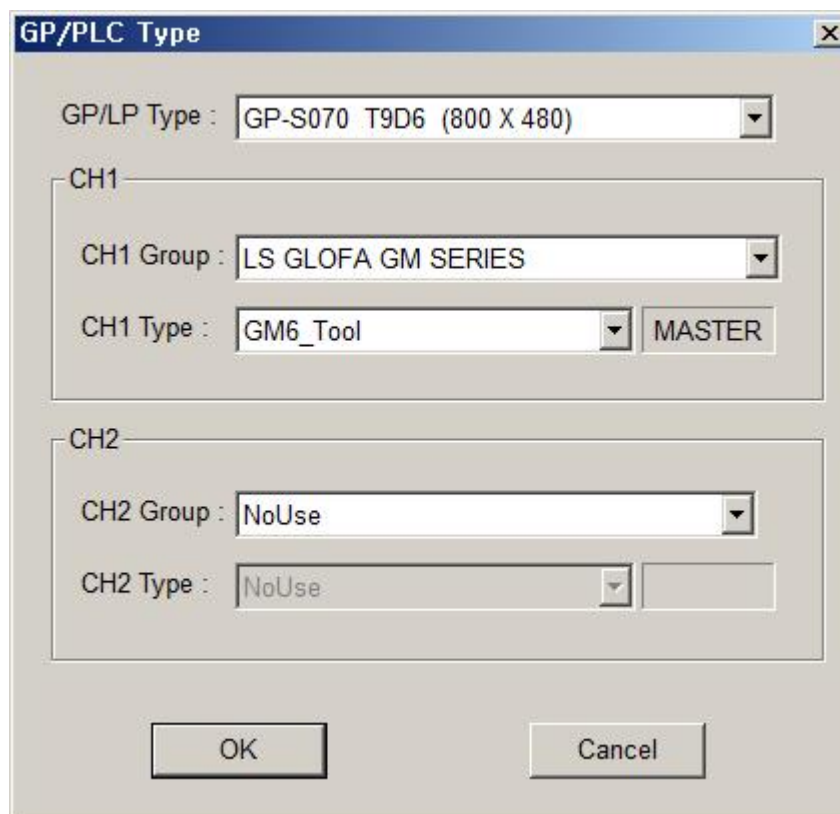 GP/PLC Type
GP/LP Type : GP-S070 T9D6 (800 X 480)
CH1
CH1 Group : LS GLOFA GM SERIES
CH1 Type : GM6_Tool MASTER
CH2
CH2 Group : NoUse
CH2 Type : NoUse
OK Cancel